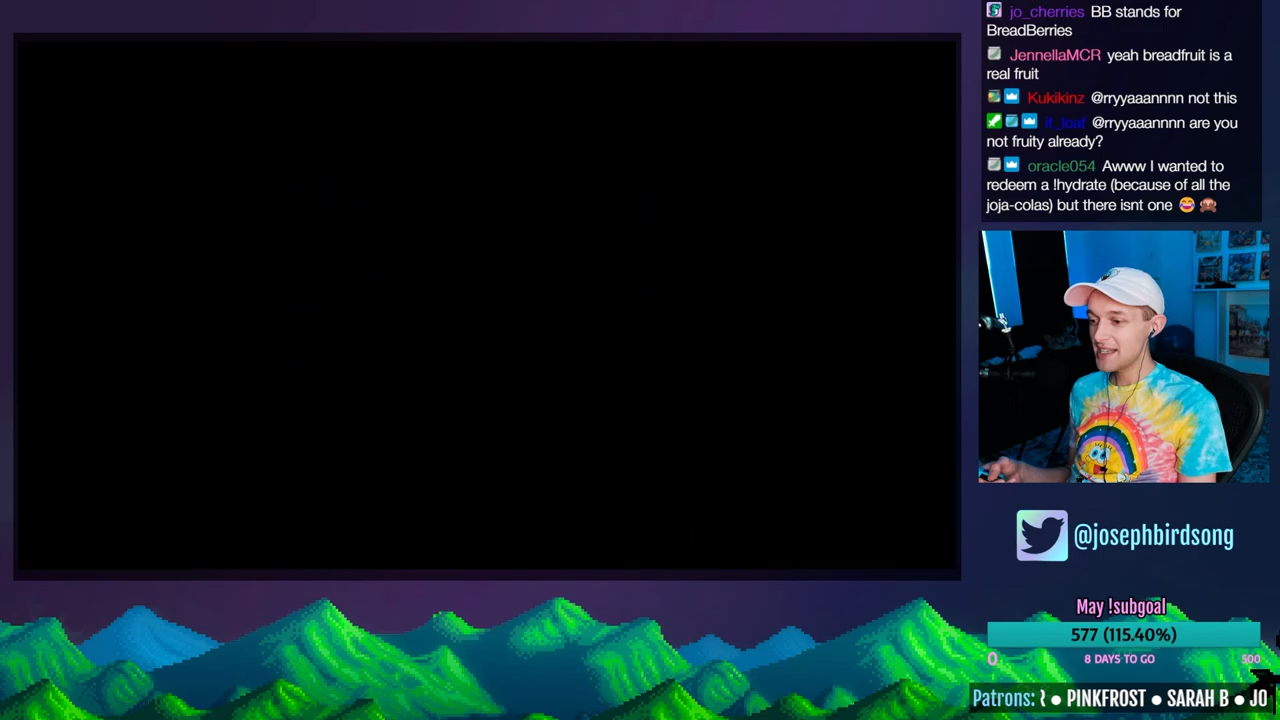 jo_cherries BB stands for
BreadBerries
JennellaMCR yeah breadfruit is a
real fruit
Kukikinz @rryyaaannnn not this
if_loaf @rryyaaannnn are you
not fruity already?
oracle054 Awww I wanted to
redeem a !hydrate (because of all the
joja-colas) but there isnt one 😂 🙈
@josephbirdsong
May !subgoal
577 (115.40%)
0 8 DAYS TO GO 500
Patrons: ● PINKFROST ● SARAH B ● JO